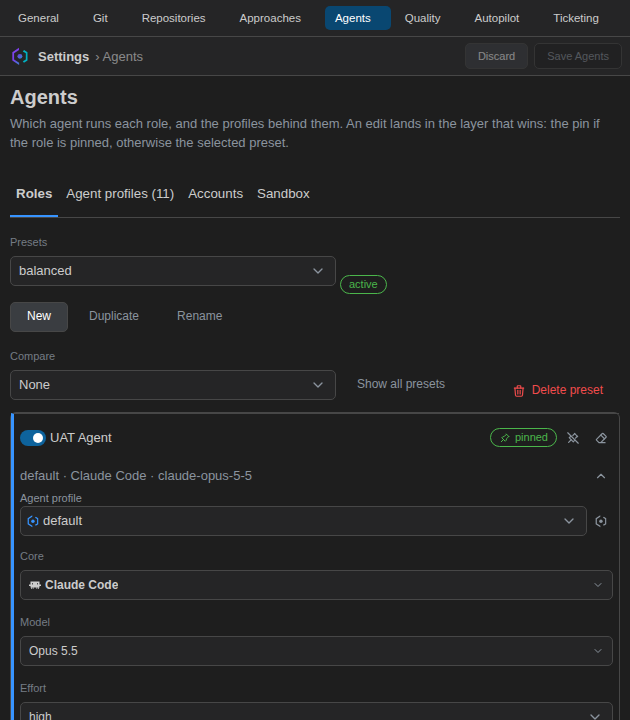 General Git Repositories Approaches Agents Quality Autopilot Ticketing
Settings › Agents Discard Save Agents
Agents
Which agent runs each role, and the profiles behind them. An edit lands in the layer that wins: the pin if
the role is pinned, otherwise the selected preset.
Roles Agent profiles (11) Accounts Sandbox
Presets
balanced
active
New Duplicate Rename
Compare
None Show all presets Delete preset
UAT Agent pinned
default · Claude Code · claude-opus-5-5
Agent profile
default
Core
Claude Code
Model
Opus 5.5
Effort
high